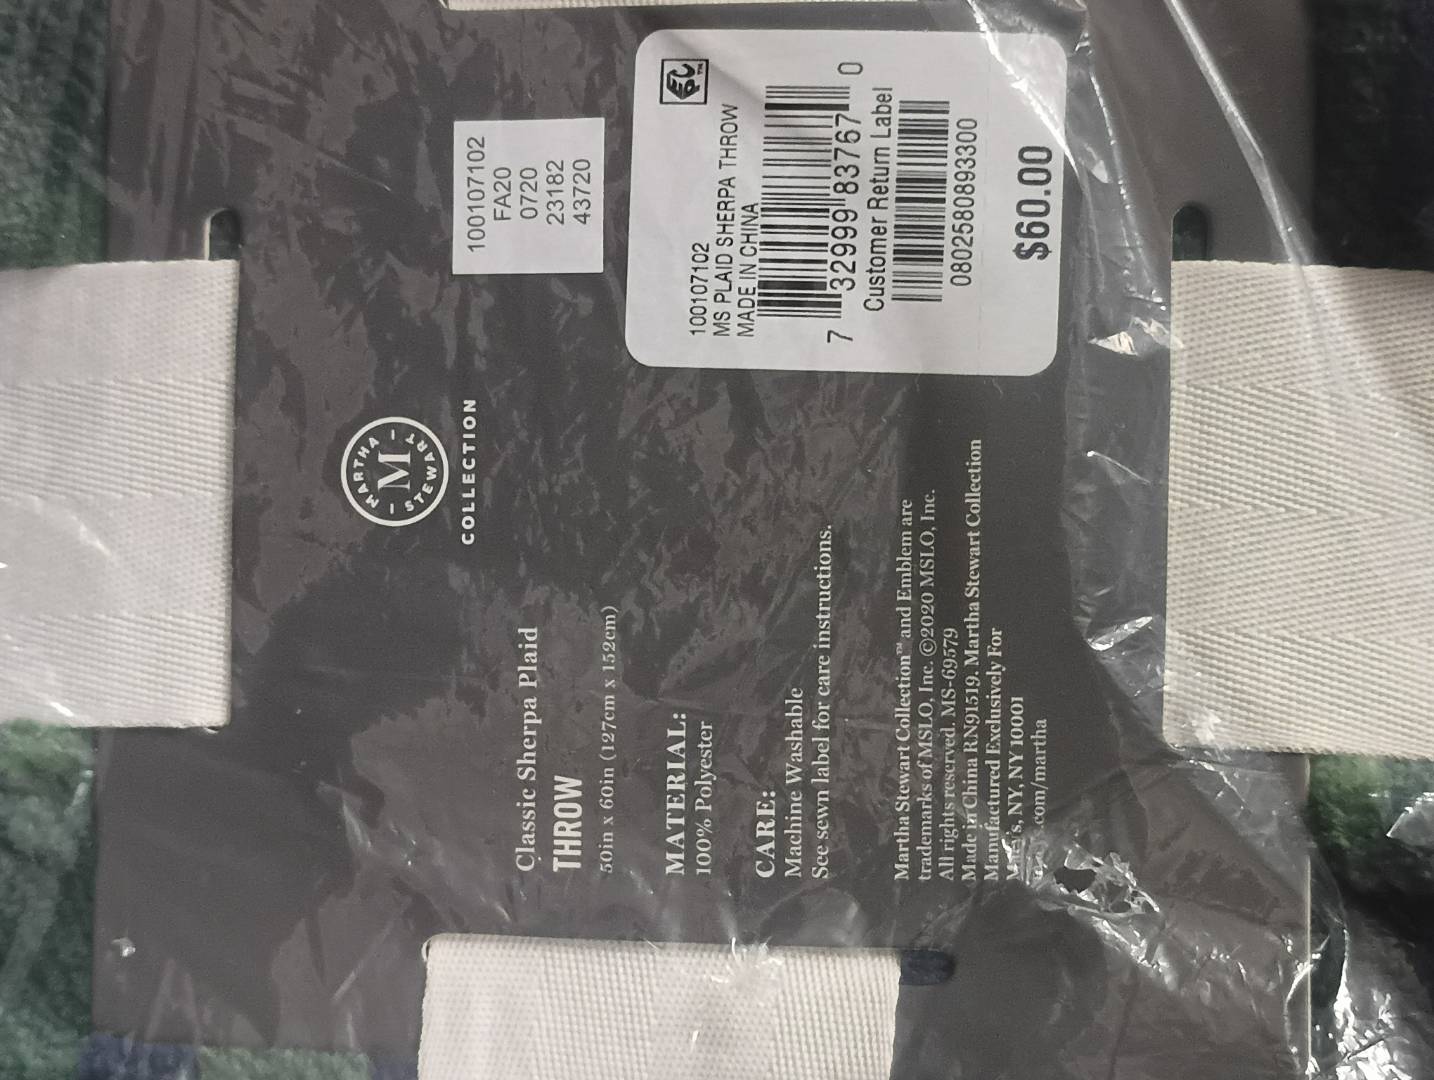 MARTHA
M
STEWART
COLLECTION
Classic Sherpa Plaid
THROW
50in x 60in (127cm x 152cm)
MATERIAL:
100% Polyester
CARE:
Machine Washable
See sewn label for care instructions.
Martha Stewart Collection™ and Emblem are
trademarks of MSLO, Inc. ©2020 MSLO, Inc.
All rights reserved. MS-69579
Made in China RN91519. Martha Stewart Collection
Manufactured Exclusively For
NY, NY 10001
.com/martha
100107102
FA20
0720
23182
43720
100107102
MS PLAID SHERPA THROW
MADE IN CHINA
7 32999 83767 0
Customer Return Label
08025808933​00
$60.00